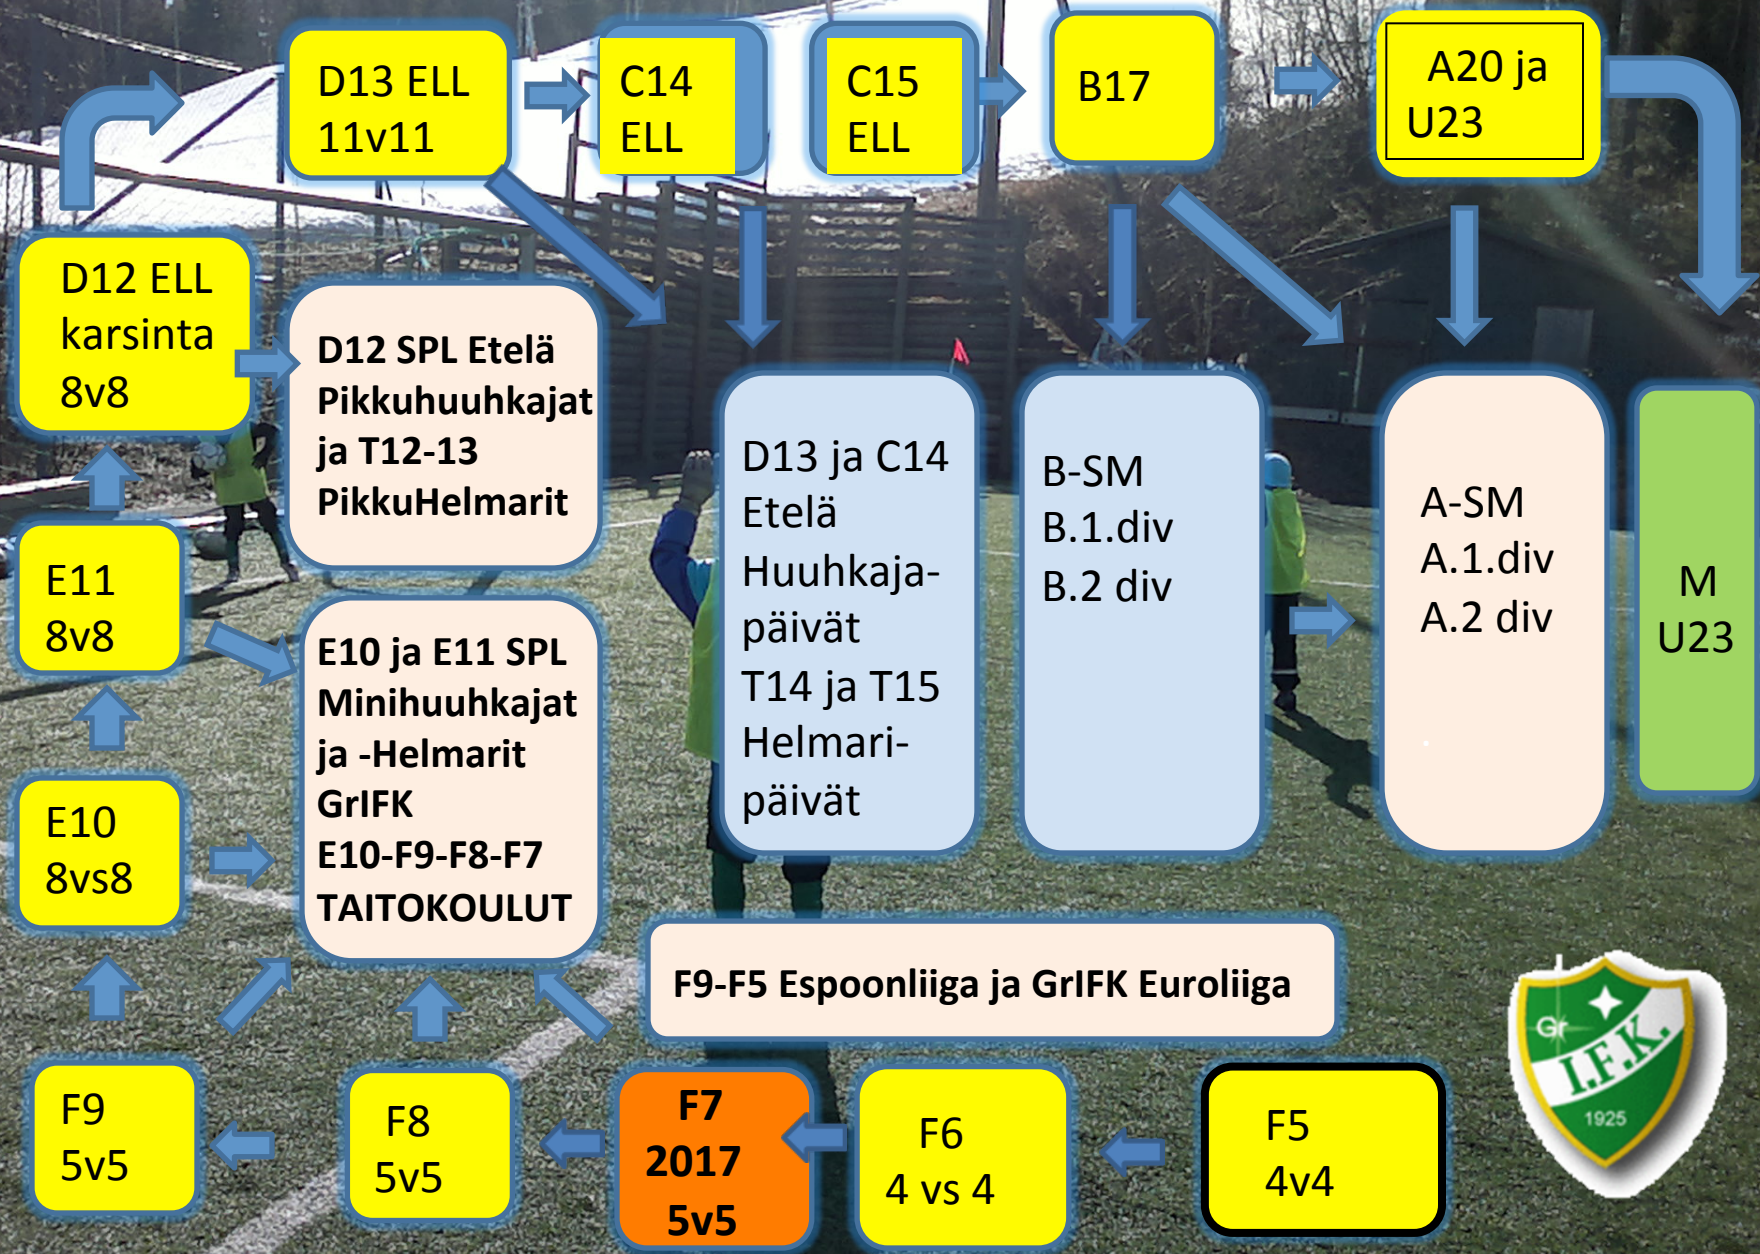 D13 ELL
11v11
C14
ELL
C15
ELL
B17
A20 ja
U23
D12 ELL
karsinta
8v8
D12 SPL Etelä
Pikkuhuuhkajat
ja T12-13
PikkuHelmarit
E11
8v8
E10 ja E11 SPL
Minihuuhkajat
ja -Helmarit
GrIFK
E10-F9-F8-F7
TAITOKOULUT
D13 ja C14
Etelä
Huuhkaja-
päivät
T14 ja T15
Helmari-
päivät
B-SM
B.1.div
B.2 div
A-SM
A.1.div
A.2 div
.
M
U23
E10
8vs8
F9-F5 Espoonliiga ja GrIFK Euroliiga
F9
5v5
F8
5v5
F7
2017
5v5
F6
4 vs 4
F5
4v4
Gr
I.F.K.
1925